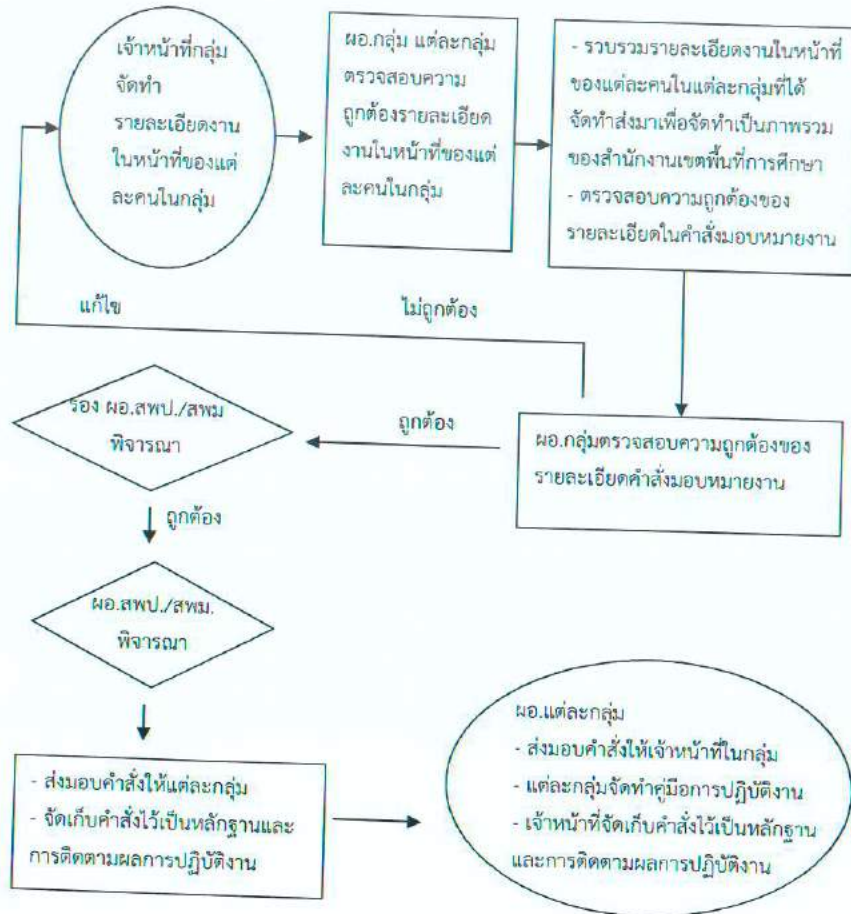 เจ้าหน้าที่กลุ่ม
จัดทำ
รายละเอียดงาน
ในหน้าที่ของแต่
ละคนในกลุ่ม
ผอ.กลุ่ม แต่ละกลุ่ม
ตรวจสอบความ
ถูกต้องรายละเอียด
งานในหน้าที่ของแต่
ละคนในกลุ่ม
- รวบรวมรายละเอียดงานในหน้าที่
ของแต่ละคนในแต่ละกลุ่มที่ได้
จัดทำส่งมาเพื่อจัดทำเป็นภาพรวม
ของสำนักงานเขตพื้นที่การศึกษา
- ตรวจสอบความถูกต้องของ
รายละเอียดในคำสั่งมอบหมายงาน
แก้ไข
ไม่ถูกต้อง
ผอ.กลุ่มตรวจสอบความถูกต้องของ
รายละเอียดคำสั่งมอบหมายงาน
ถูกต้อง
รอง ผอ.สพป./สพม
พิจารณา
ถูกต้อง
ผอ.สพป./สพม.
พิจารณา
- ส่งมอบคำสั่งให้แต่ละกลุ่ม
- จัดเก็บคำสั่งไว้เป็นหลักฐานและ
การติดตามผลการปฏิบัติงาน
ผอ.แต่ละกลุ่ม
- ส่งมอบคำสั่งให้เจ้าหน้าที่ในกลุ่ม
- แต่ละกลุ่มจัดทำคู่มือการปฏิบัติงาน
- เจ้าหน้าที่จัดเก็บคำสั่งไว้เป็นหลักฐาน
และการติดตามผลการปฏิบัติงาน